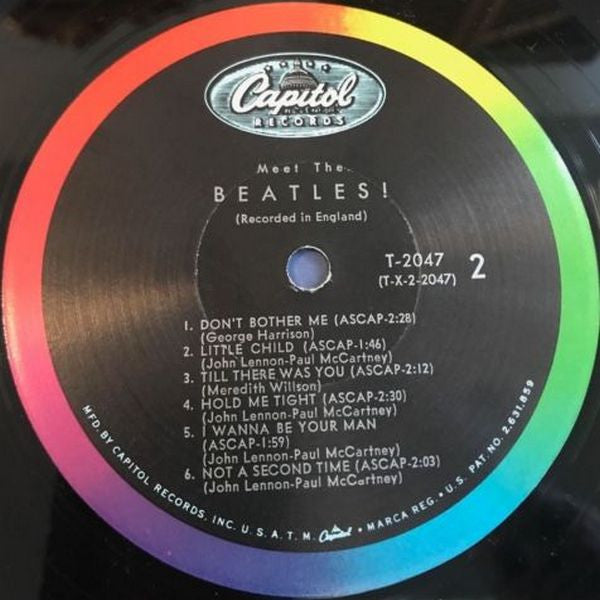 Capitol
RECORDS
Meet The
BEATLES!
(Recorded in England)
T-2047
(T-X-2-2047)
2
1. DON'T BOTHER ME (ASCAP-2:28)
(George Harrison)
2. LITTLE CHILD (ASCAP-1:46)
(John Lennon-Paul McCartney)
3. TILL THERE WAS YOU (ASCAP-2:12)
(Meredith Willson)
4. HOLD ME TIGHT (ASCAP-2:30)
(John Lennon-Paul McCartney)
5. I WANNA BE YOUR MAN
(ASCAP-1:59)
(John Lennon-Paul McCartney)
6. NOT A SECOND TIME (ASCAP-2:03)
(John Lennon-Paul McCartney)
MFD. BY CAPITOL RECORDS, INC. U.S.A. T.M. Capitol • MARCA REG. • U.S. PAT. NO. 2,631,859